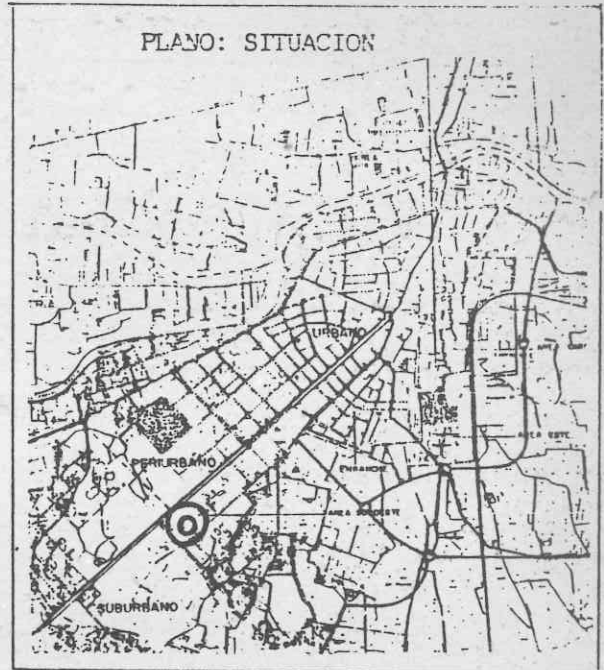 PLANO: SITUACION
URBANO
PERIURBANO
ENSANCHE
AREA ESTE
AREA SUROESTE
SUBURBANO